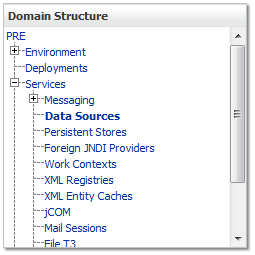 Domain Structure
PRE
Environment
Deployments
Services
Messaging
Data Sources
Persistent Stores
Foreign JNDI Providers
Work Contexts
XML Registries
XML Entity Caches
jCOM
Mail Sessions
File T3